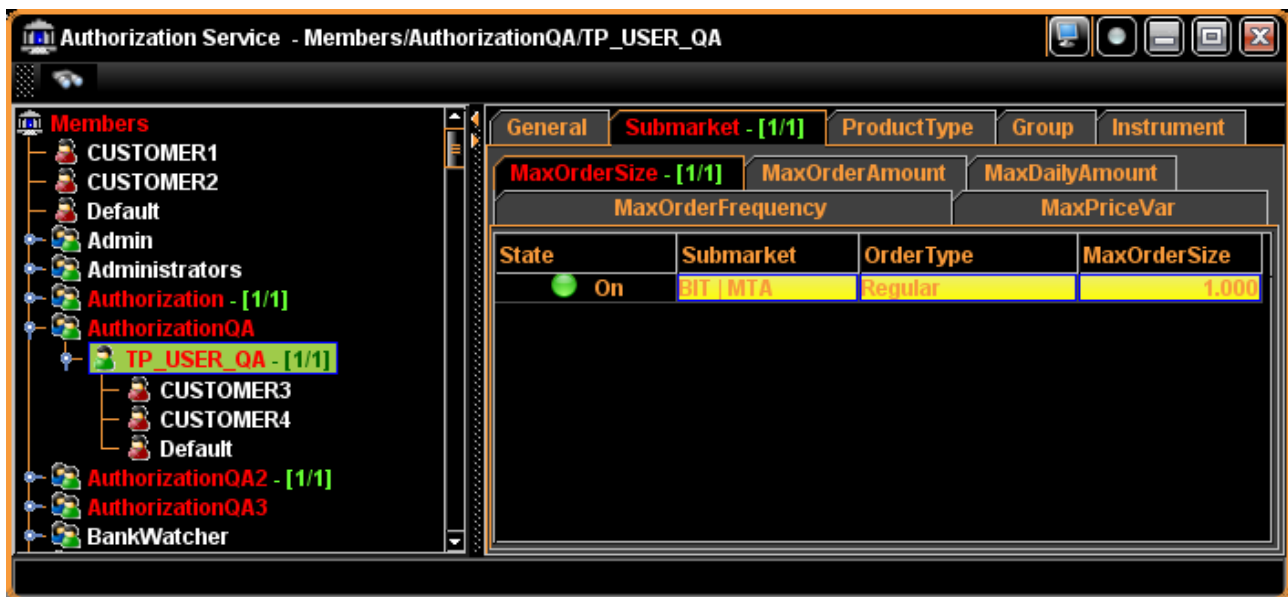 Authorization Service - Members/AuthorizationQA/TP_USER_QA
Members
CUSTOMER1
CUSTOMER2
Default
Admin
Administrators
Authorization - [1/1]
AuthorizationQA
TP_USER_QA - [1/1]
CUSTOMER3
CUSTOMER4
Default
AuthorizationQA2 - [1/1]
AuthorizationQA3
BankWatcher
General Submarket - [1/1] ProductType Group Instrument
MaxOrderSize - [1/1] MaxOrderAmount MaxDailyAmount
MaxOrderFrequency MaxPriceVar
State Submarket OrderType MaxOrderSize
On BIT | MTA Regular 1.000